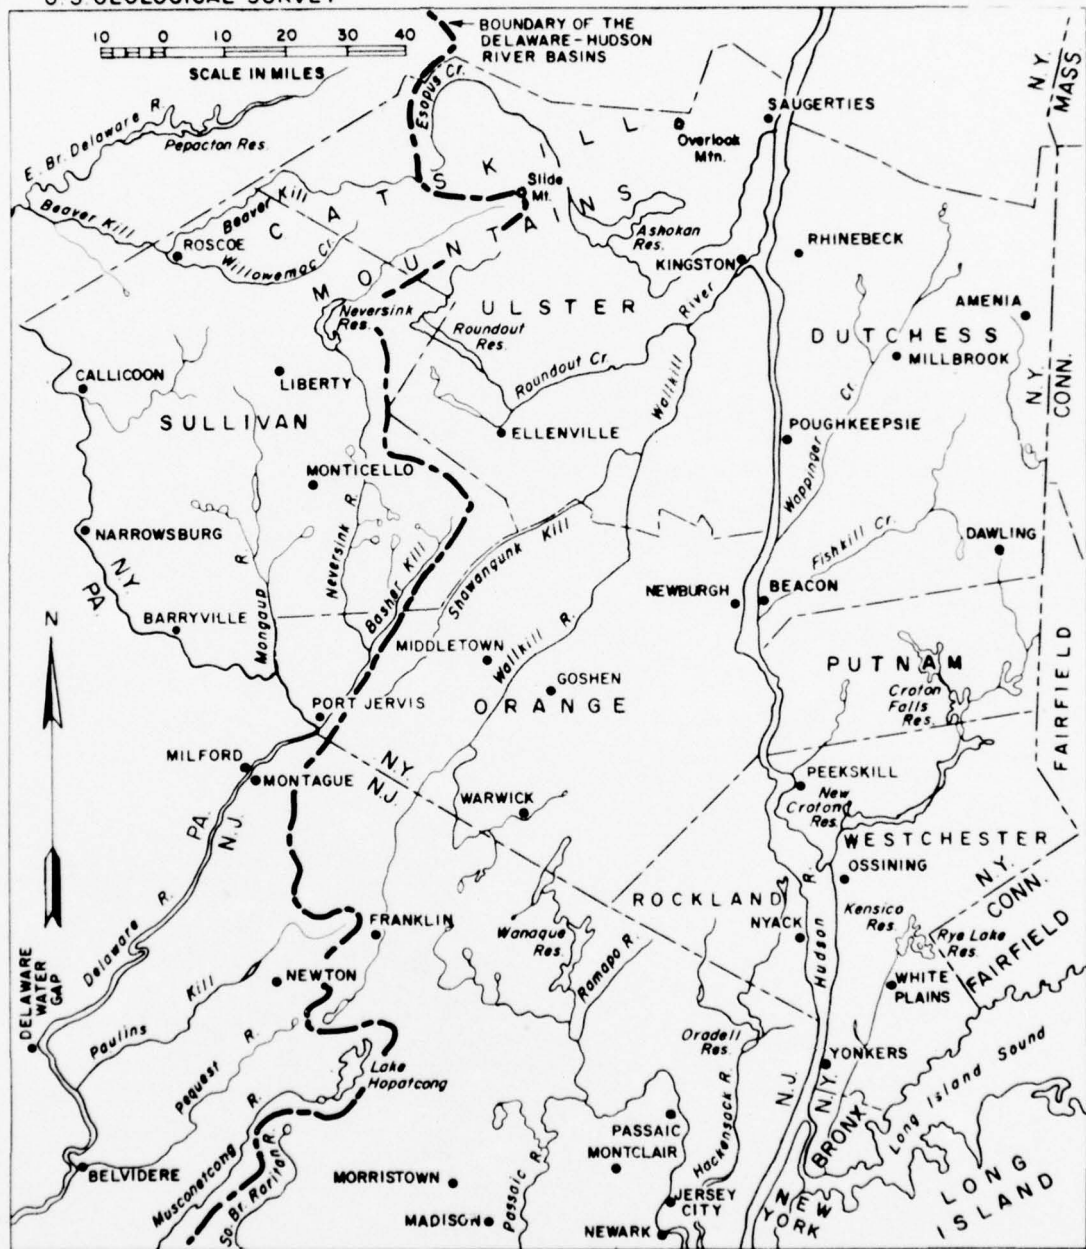 U.S. GEOLOGICAL SURVEY
BOUNDARY OF THE
DELAWARE-HUDSON
RIVER BASINS
10 0 10 20 30 40
SCALE IN MILES
N.Y.
MASS
E. Br. Delaware R.
Pepacton Res.
Esopus Cr.
SAUGERTIES
Overlook
Mtn.
CATSKILL
MOUNTAINS
Slide
Mt.
Beaver Kill
Beaver Kill
ROSCOE
Willowemoc Cr.
Ashokan
Res.
KINGSTON
RHINEBECK
Neversink
Res.
ULSTER
Roundout
Res.
River
AMENIA
DUTCHESS
MILLBROOK
N.Y.
CONN.
CALLICOON
LIBERTY
Roundout Cr.
Wallkill
Cr.
SULLIVAN
ELLENVILLE
POUGHKEEPSIE
Wappinger
MONTICELLO
Neversink R.
NARROWSBURG
N.Y.
PA.
R.
Mongaup
Basher Kill
Shawangunk Kill
Fishkill Cr.
DAWLING
NEWBURGH
BEACON
N
BARRYVILLE
MIDDLETOWN
Wallkill R.
GOSHEN
ORANGE
PUTNAM
Croton
Falls
Res.
FAIRFIELD
PORT JERVIS
MILFORD
MONTAGUE
N.Y.
N.J.
PEEKSKILL
New
Croton
Res.
WARWICK
PA.
N.J.
WESTCHESTER
OSSINING
N.Y.
CONN.
Delaware R.
ROCKLAND
NYACK
Hudson R.
Kensico
Res.
Rye Lake
Res.
FAIRFIELD
FRANKLIN
Wanaque
Res.
Ramapo R.
DELAWARE
WATER
GAP
Paulins Kill
NEWTON
WHITE
PLAINS
Oradell
Res.
Pequest R.
Lake
Hopatcong
YONKERS
N.J.
N.Y.
Long Island Sound
Hackensack R.
BRONX
PASSAIC
MONTCLAIR
BELVIDERE
Musconetcong R.
So. Br. Raritan R.
MORRISTOWN
Passaic R.
JERSEY
CITY
NEW
YORK
LONG
ISLAND
MADISON
NEWARK